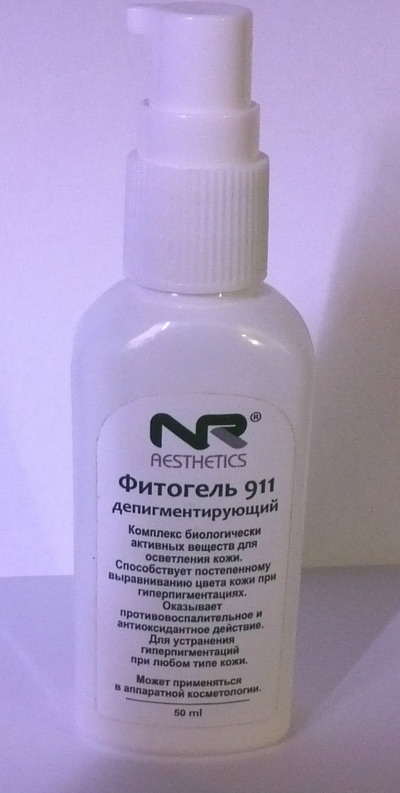 NR®
AESTHETICS
Фитогель 911
депигментирующий
Комплекс биологически
активных веществ для
осветления кожи.
Способствует постепенному
выравниванию цвета кожи при
гиперпигментациях.
Оказывает
противовоспалительное и
антиоксидантное действие.
Для устранения
гиперпигментаций
при любом типе кожи.
Может применяться
в аппаратной косметологии.
50 ml